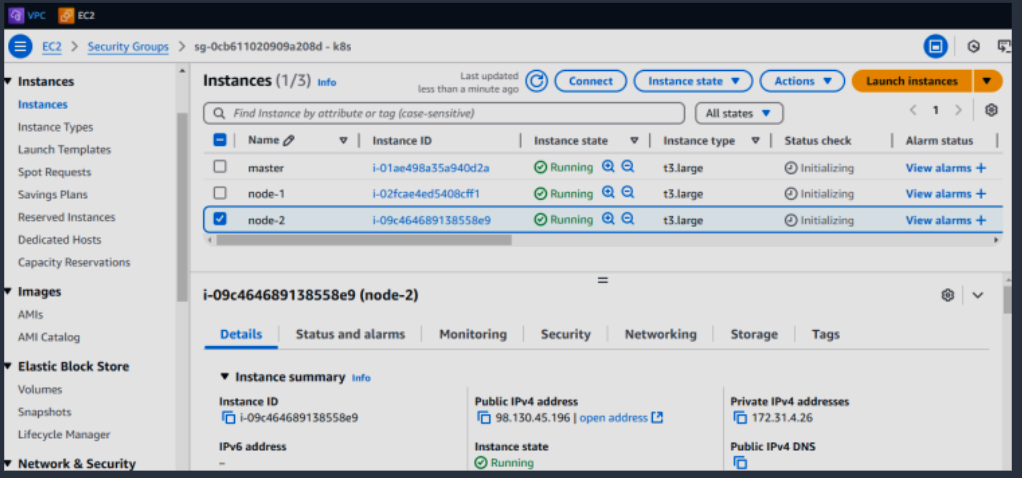 VPC EC2
EC2 > Security Groups > sg-0cb611020909a208d - k8s
Instances
Instances
Instance Types
Launch Templates
Spot Requests
Savings Plans
Reserved Instances
Dedicated Hosts
Capacity Reservations
Images
AMIs
AMI Catalog
Elastic Block Store
Volumes
Snapshots
Lifecycle Manager
Network & Security
Instances (1/3) Info
Last updated
less than a minute ago
Connect
Instance state
Actions
Launch instances
Find Instance by attribute or tag (case-sensitive)
All states
< 1 >
Name Instance ID Instance state Instance type Status check Alarm status
master i-01ae498a35a940d2a Running t3.large Initializing View alarms +
node-1 i-02fcae4ed5408cff1 Running t3.large Initializing View alarms +
node-2 i-09c464689138558e9 Running t3.large Initializing View alarms +
i-09c464689138558e9 (node-2)
Details Status and alarms Monitoring Security Networking Storage Tags
Instance summary Info
Instance ID
i-09c464689138558e9
Public IPv4 address
98.130.45.196 | open address
Private IPv4 addresses
172.31.4.26
IPv6 address
–
Instance state
Running
Public IPv4 DNS